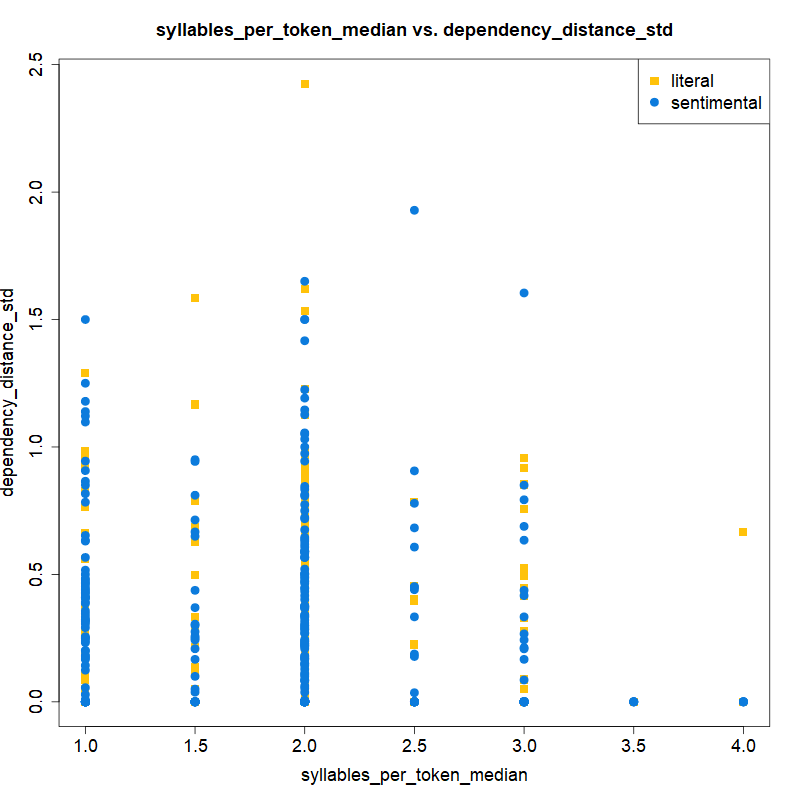 syllables_per_token_median vs. dependency_distance_std
literal
sentimental
dependency_distance_std
2.5
2.0
1.5
1.0
0.5
0.0
1.0 1.5 2.0 2.5 3.0 3.5 4.0
syllables_per_token_median